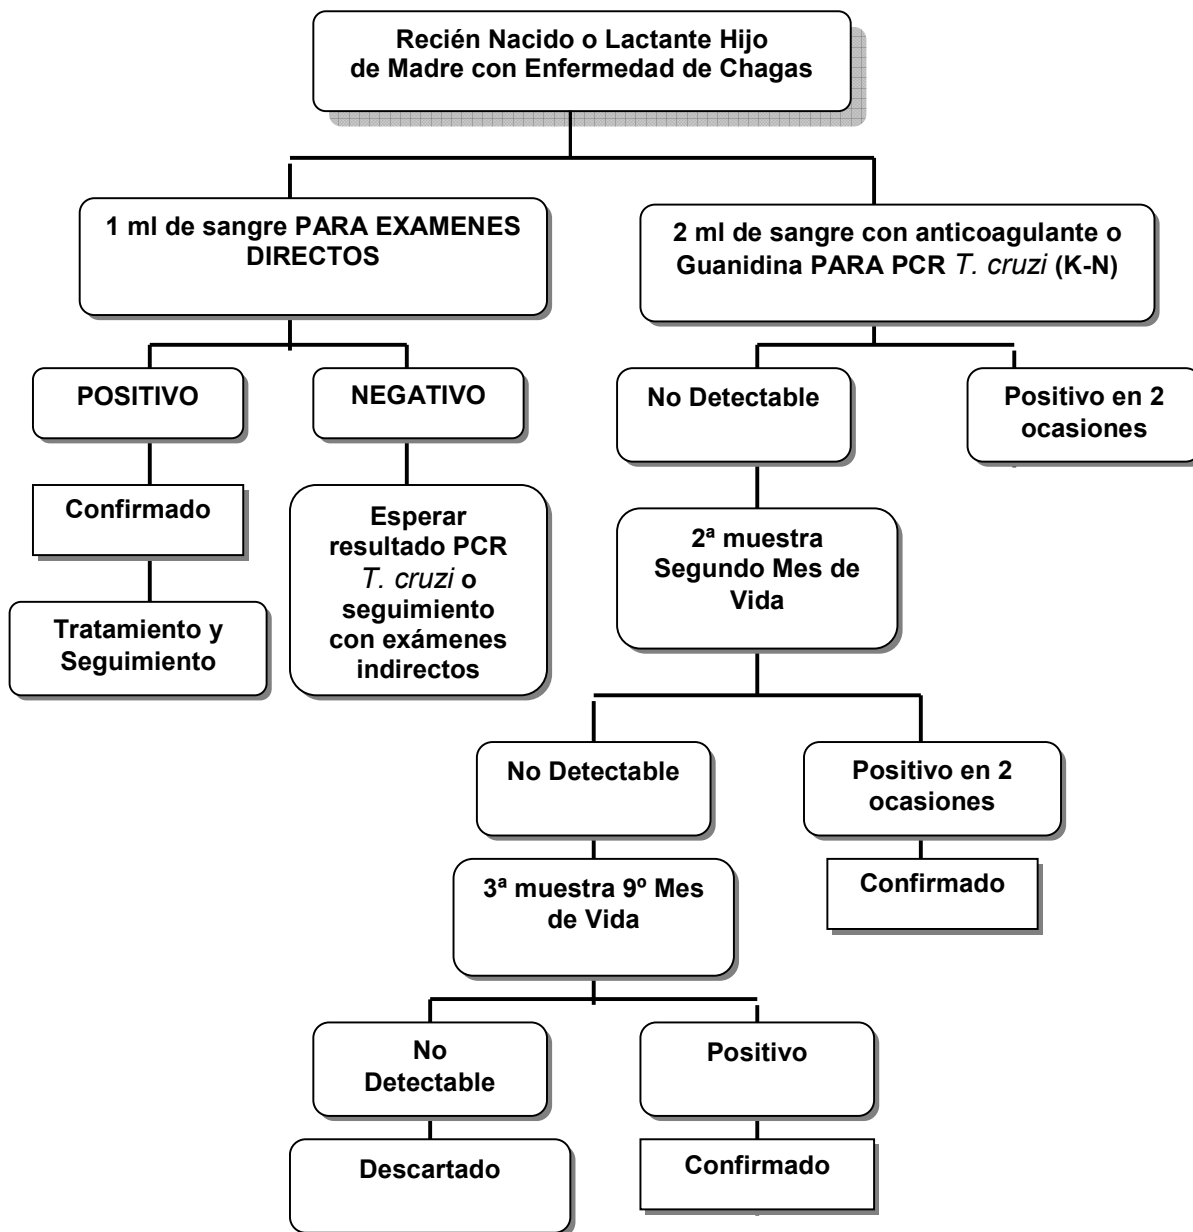 Recién Nacido o Lactante Hijo
de Madre con Enfermedad de Chagas
1 ml de sangre PARA EXAMENES
DIRECTOS
2 ml de sangre con anticoagulante o
Guanidina PARA PCR T. cruzi (K-N)
POSITIVO
NEGATIVO
No Detectable
Positivo en 2
ocasiones
Confirmado
Esperar
resultado PCR
T. cruzi o
seguimiento
con exámenes
indirectos
2ª muestra
Segundo Mes de
Vida
Tratamiento y
Seguimiento
No Detectable
Positivo en 2
ocasiones
3ª muestra 9º Mes
de Vida
Confirmado
No
Detectable
Positivo
Descartado
Confirmado